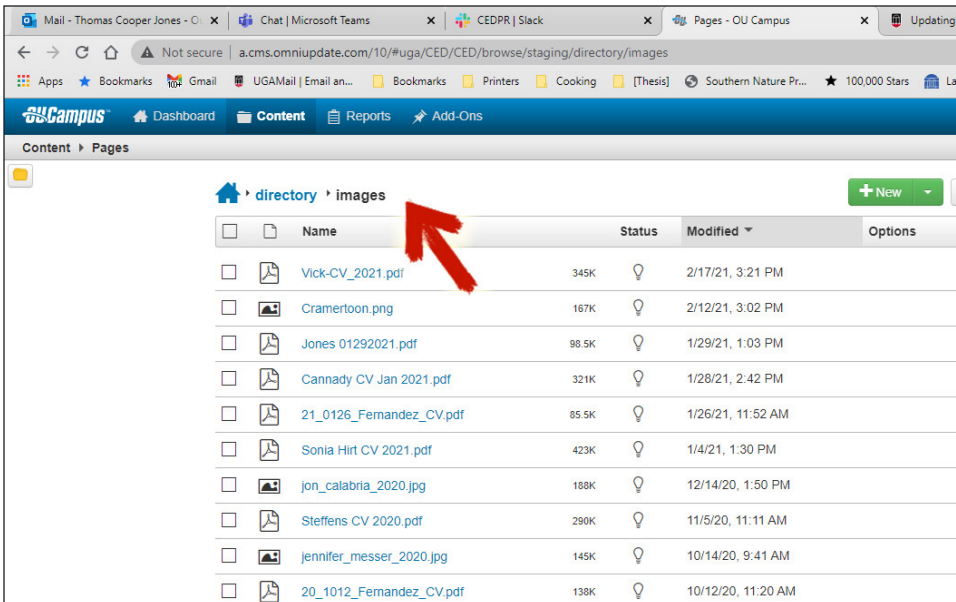 Mail - Thomas Cooper Jones - O
Chat | Microsoft Teams
CEDPR | Slack
Pages - OU Campus
Updating
Not secure | a.cms.omniupdate.com/10/#uga/CED/CED/browse/staging/directory/images
Apps Bookmarks Gmail UGAMail | Email an... Bookmarks Printers Cooking [Thesis] Southern Nature Pr... 100,000 Stars La
OU Campus Dashboard Content Reports Add-Ons
Content Pages
directory images
New
Name Status Modified Options
Vick-CV_2021.pdf 345K 2/17/21, 3:21 PM
Cramertoon.png 167K 2/12/21, 3:02 PM
Jones 01292021.pdf 98.5K 1/29/21, 1:03 PM
Cannady CV Jan 2021.pdf 321K 1/28/21, 2:42 PM
21_0126_Fernandez_CV.pdf 85.5K 1/26/21, 11:52 AM
Sonia Hirt CV 2021.pdf 423K 1/4/21, 1:30 PM
jon_calabria_2020.jpg 188K 12/14/20, 1:50 PM
Steffens CV 2020.pdf 290K 11/5/20, 11:11 AM
jennifer_messer_2020.jpg 145K 10/14/20, 9:41 AM
20_1012_Fernandez_CV.pdf 138K 10/12/20, 11:20 AM